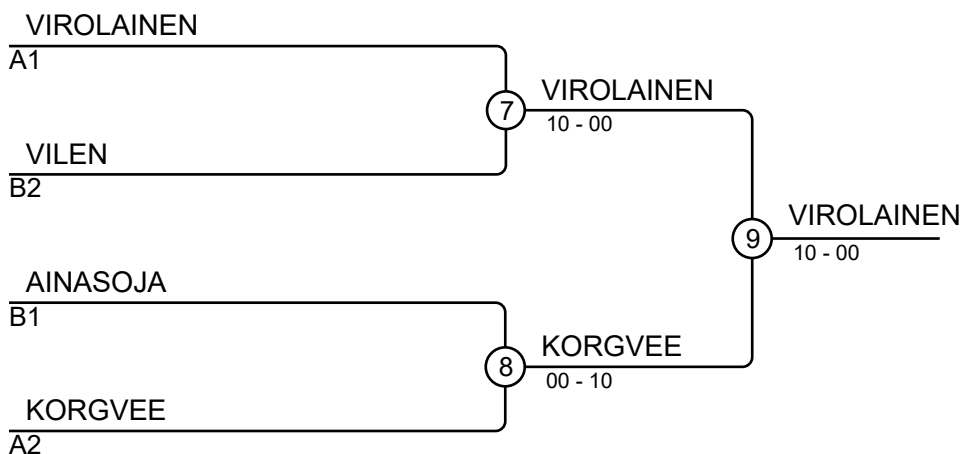 VIROLAINEN
A1
7
VIROLAINEN
10 - 00
VILEN
B2
9
VIROLAINEN
10 - 00
AINASOJA
B1
8
KORGVEE
00 - 10
KORGVEE
A2